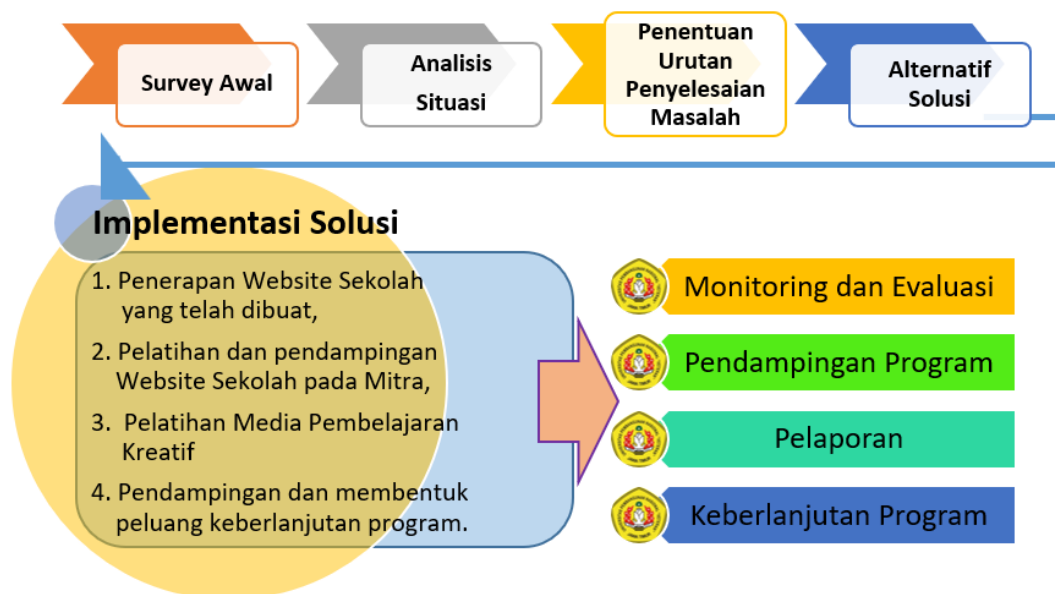 Survey Awal
Analisis
Situasi
Penentuan
Urutan
Penyelesaian
Masalah
Alternatif
Solusi
Implementasi Solusi
1. Penerapan Website Sekolah
yang telah dibuat,
2. Pelatihan dan pendampingan
Website Sekolah pada Mitra,
3. Pelatihan Media Pembelajaran
Kreatif
4. Pendampingan dan membentuk
peluang keberlanjutan program.
Monitoring dan Evaluasi
Pendampingan Program
Pelaporan
Keberlanjutan Program